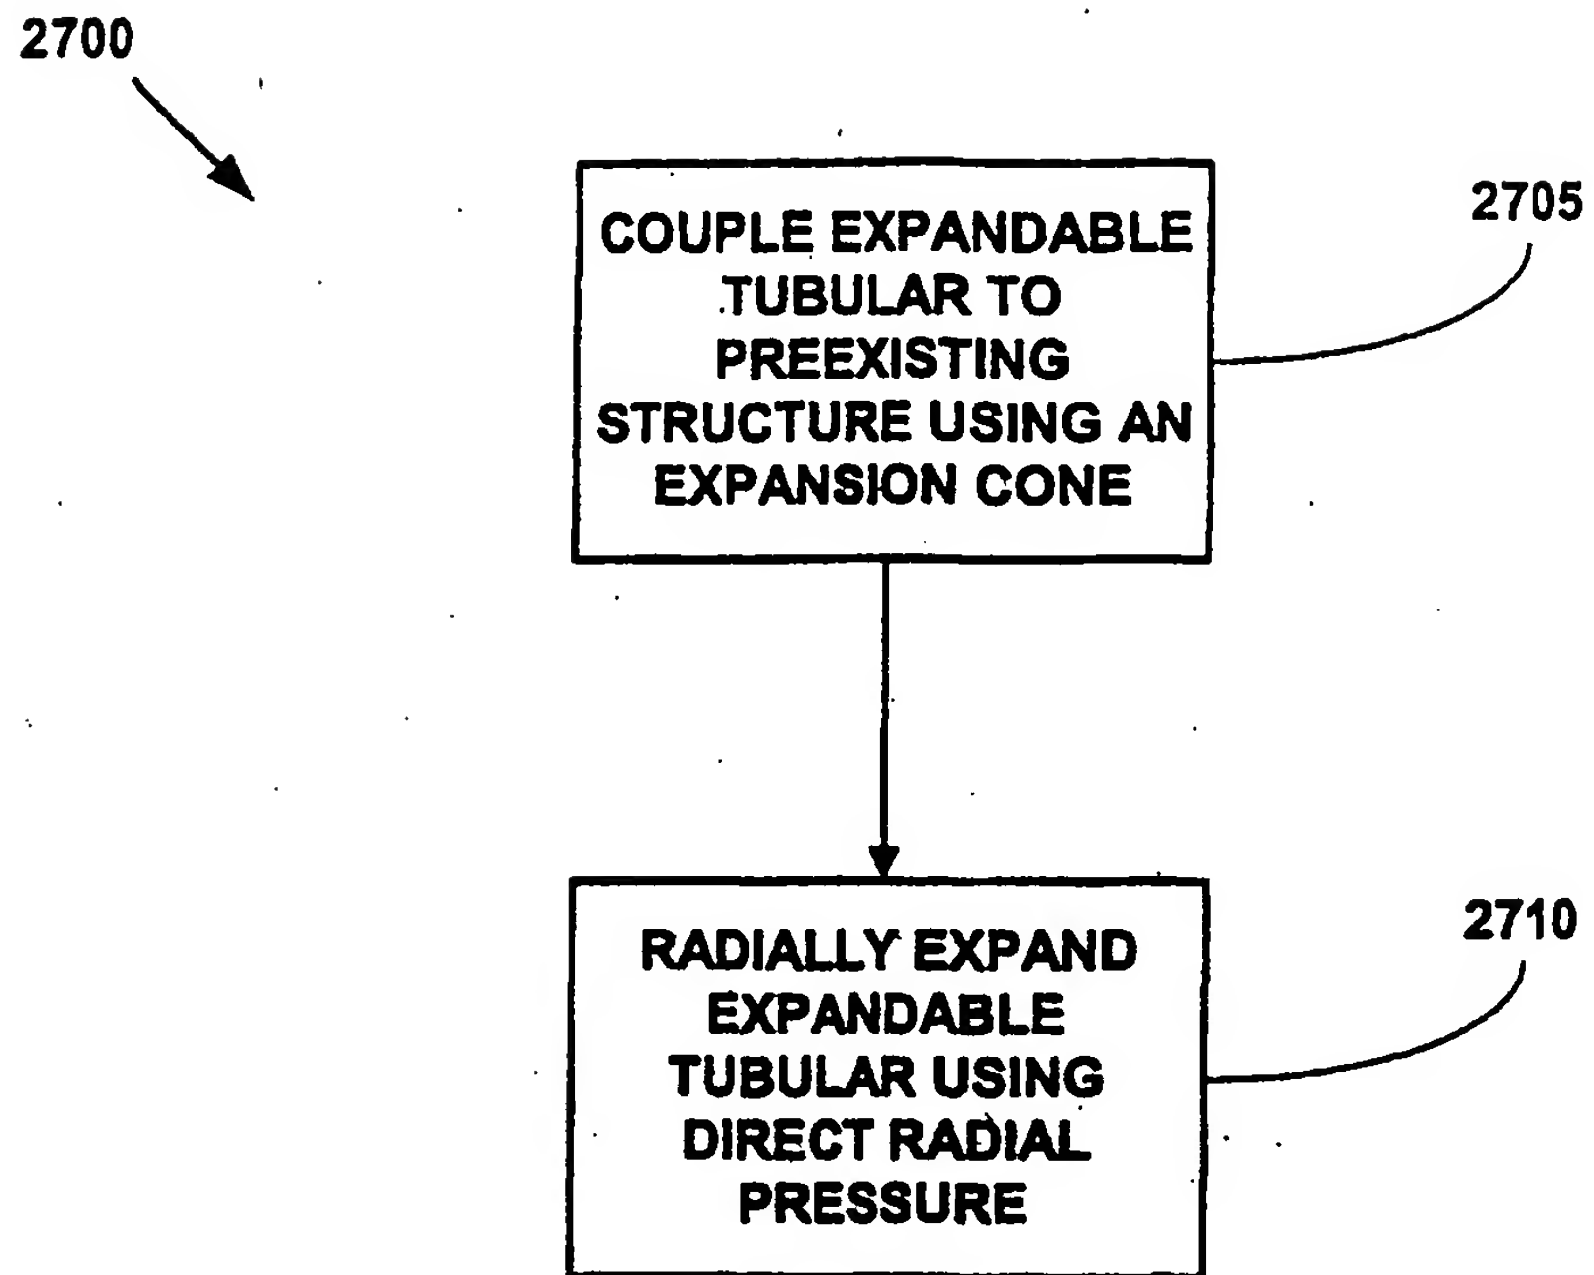 2700
COUPLE EXPANDABLE
TUBULAR TO
PREEXISTING
STRUCTURE USING AN
EXPANSION CONE
2705
RADIALLY EXPAND
EXPANDABLE
TUBULAR USING
DIRECT RADIAL
PRESSURE
2710